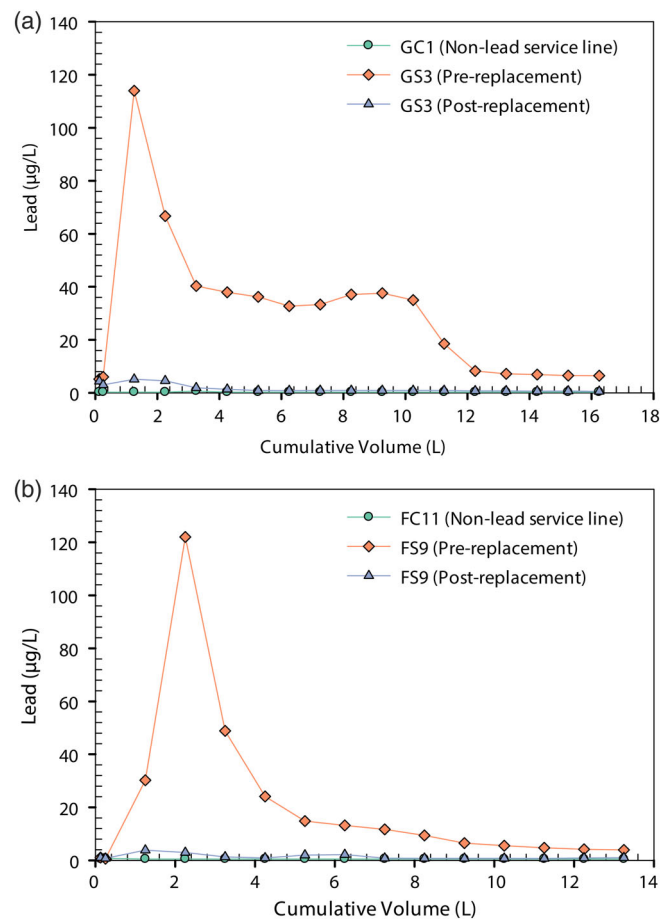 (a)
140
120
100
80
60
40
20
0
Lead (μg/L)
GC1 (Non-lead service line)
GS3 (Pre-replacement)
GS3 (Post-replacement)
0 2 4 6 8 10 12 14 16 18
Cumulative Volume (L)
(b)
140
120
100
80
60
40
20
0
Lead (μg/L)
FC11 (Non-lead service line)
FS9 (Pre-replacement)
FS9 (Post-replacement)
0 2 4 6 8 10 12 14
Cumulative Volume (L)